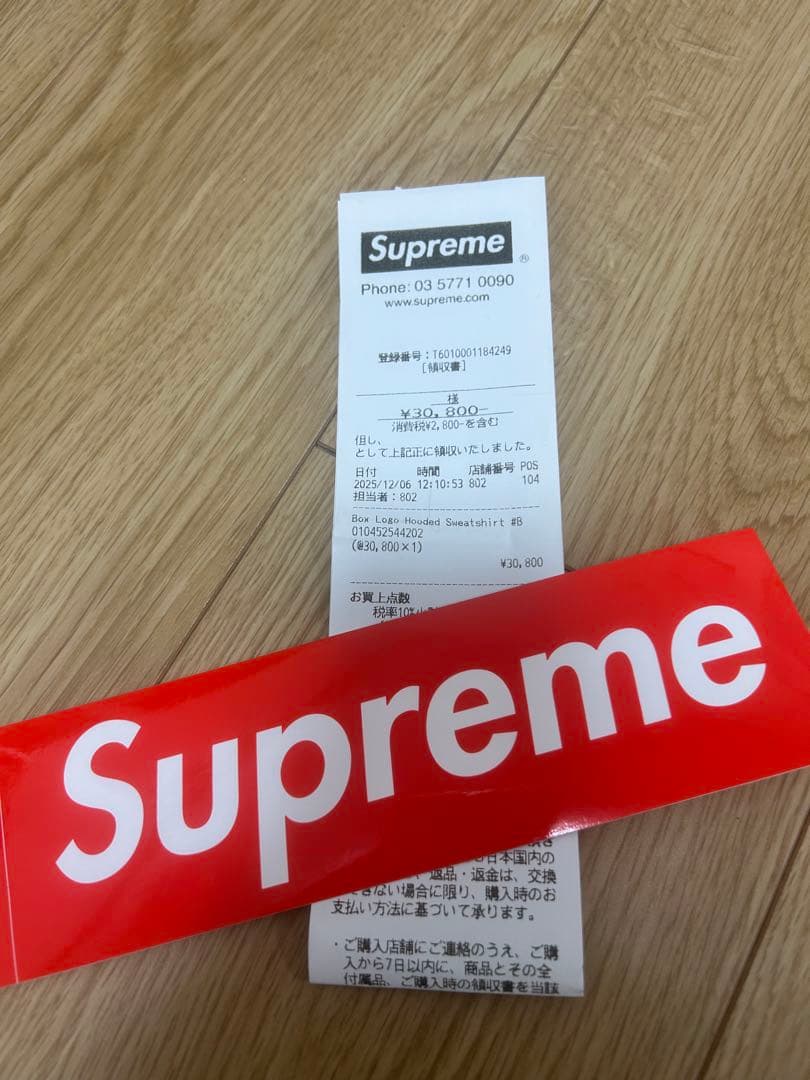 Supreme
®
Phone: 03 5771 0090
www.supreme.com
登録番号：T6010001184249
[領収書]
様
¥30,800-
消費税¥2,800-を含む
但し、
として上記正に領収いたしました。
日付 時間 店舗番号 POS
2025/12/06 12:10:53 802 104
担当者：802
Box Logo Hooded Sweatshirt #B
010452544202
(@30,800×1)
¥30,800
お買上点数
税率10%
Supreme
日本国内の
返品・返金は、交換
きない場合に限り、購入時のお
支払い方法に基づいて承ります。
・ご購入店舗にご連絡のうえ、ご購
入から7日以内に、商品とその全
付属品、ご購入時の領収書を当該